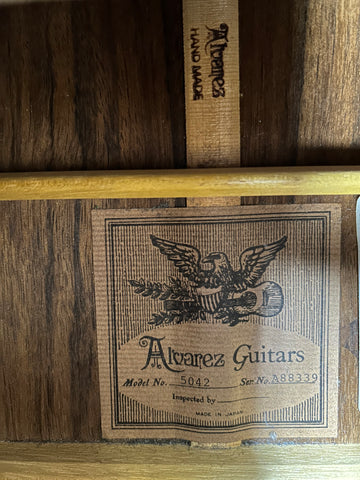 Alvarez
HAND MADE
Alvarez Guitars
Model No. 5042 Ser. No. A88339
Inspected by
MADE IN JAPAN